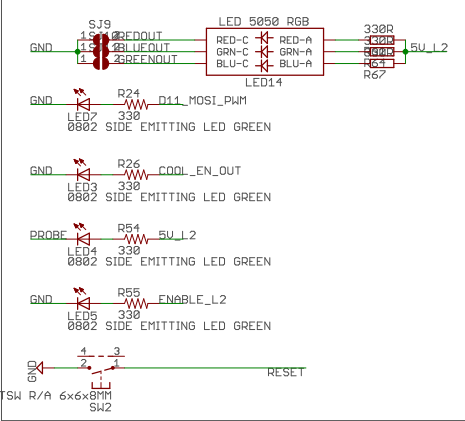 SJ9
LED 5050 RGB
330R
REDOUT
RED-C RED-A
GND
BLUEOUT
GRN-C GRN-A
5V_L2
GREENOUT
BLU-C BLU-A
R64
LED14
R67
GND
R24
D11_MOSI_PWM
LED7
330
0802 SIDE EMITTING LED GREEN
GND
R26
COOL_EN_OUT
LED3
330
0802 SIDE EMITTING LED GREEN
PROBE
R54
5V_L2
LED4
330
0802 SIDE EMITTING LED GREEN
GND
R55
ENABLE_L2
LED5
330
0802 SIDE EMITTING LED GREEN
4 3
2 1
GND
RESET
TSW R/A 6x6x8MM
SW2